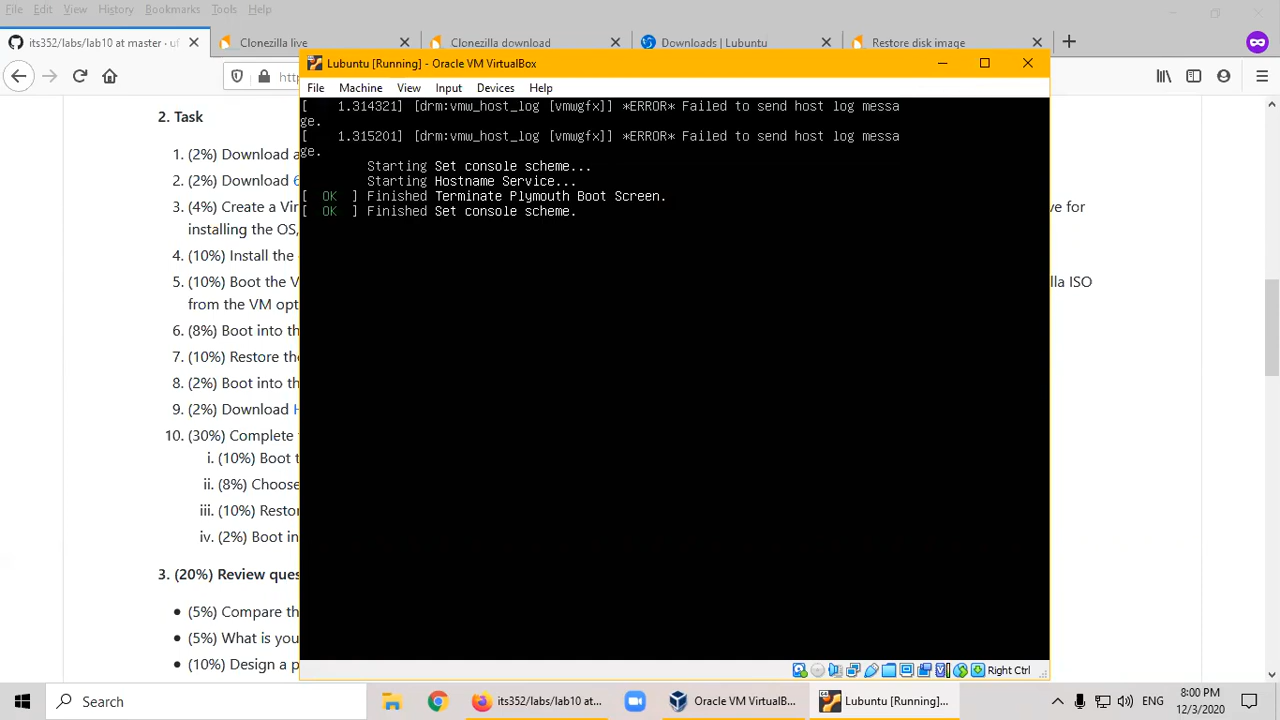 File Edit View History Bookmarks Tools Help
its352/labs/lab10 at master · uf
Clonezilla live
Clonezilla download
Downloads | Lubuntu
Restore disk image
Lubuntu [Running] - Oracle VM VirtualBox
File Machine View Input Devices Help
[    1.314321] [drm:vmw_host_log [vmwgfx]] *ERROR* Failed to send host log messa
ge.
[    1.315201] [drm:vmw_host_log [vmwgfx]] *ERROR* Failed to send host log messa
ge.
Starting Set console scheme...
Starting Hostname Service...
[  OK  ] Finished Terminate Plymouth Boot Screen.
[  OK  ] Finished Set console scheme.
2. Task
1. (2%) Download a
2. (2%) Download 6
3. (4%) Create a Vir
ve for
installing the OS,
4. (10%) Install the
5. (10%) Boot the V
lla ISO
from the VM opt
6. (8%) Boot into th
7. (10%) Restore the
8. (2%) Boot into th
9. (2%) Download H
10. (30%) Complete t
i. (10%) Boot t
ii. (8%) Choose
iii. (10%) Resto
iv. (2%) Boot in
3. (20%) Review ques
• (5%) Compare th
• (5%) What is you
• (10%) Design a p
Right Ctrl
Search
its352/labs/lab10 at...
Oracle VM VirtualBo...
Lubuntu [Running]...
ENG
8:00 PM
12/3/2020